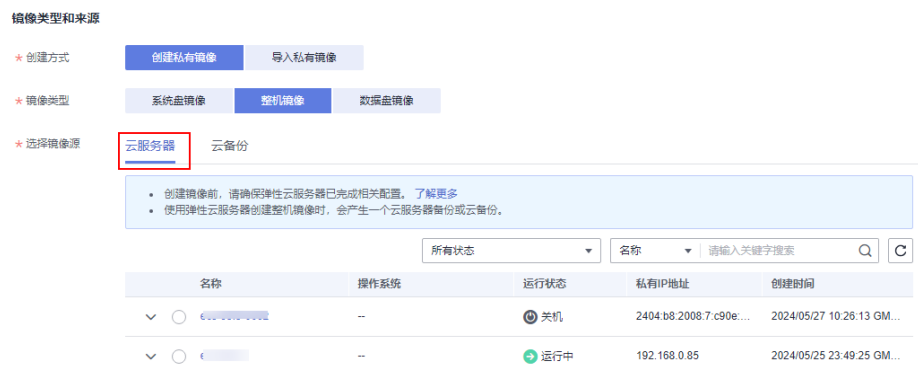 镜像类型和来源
* 创建方式 创建私有镜像 导入私有镜像
* 镜像类型 系统盘镜像 整机镜像 数据盘镜像
* 选择镜像源 云服务器 云备份
• 创建镜像前，请确保弹性云服务器已完成相关配置。 了解更多
• 使用弹性云服务器创建整机镜像时，会产生一个云服务器备份或云备份。
所有状态 名称 请输入关键字搜索
名称 操作系统 运行状态 私有IP地址 创建时间
-- 关机 2404:b8:2008:7:c90e:... 2024/05/27 10:26:13 GM...
-- 运行中 192.168.0.85 2024/05/25 23:49:25 GM...